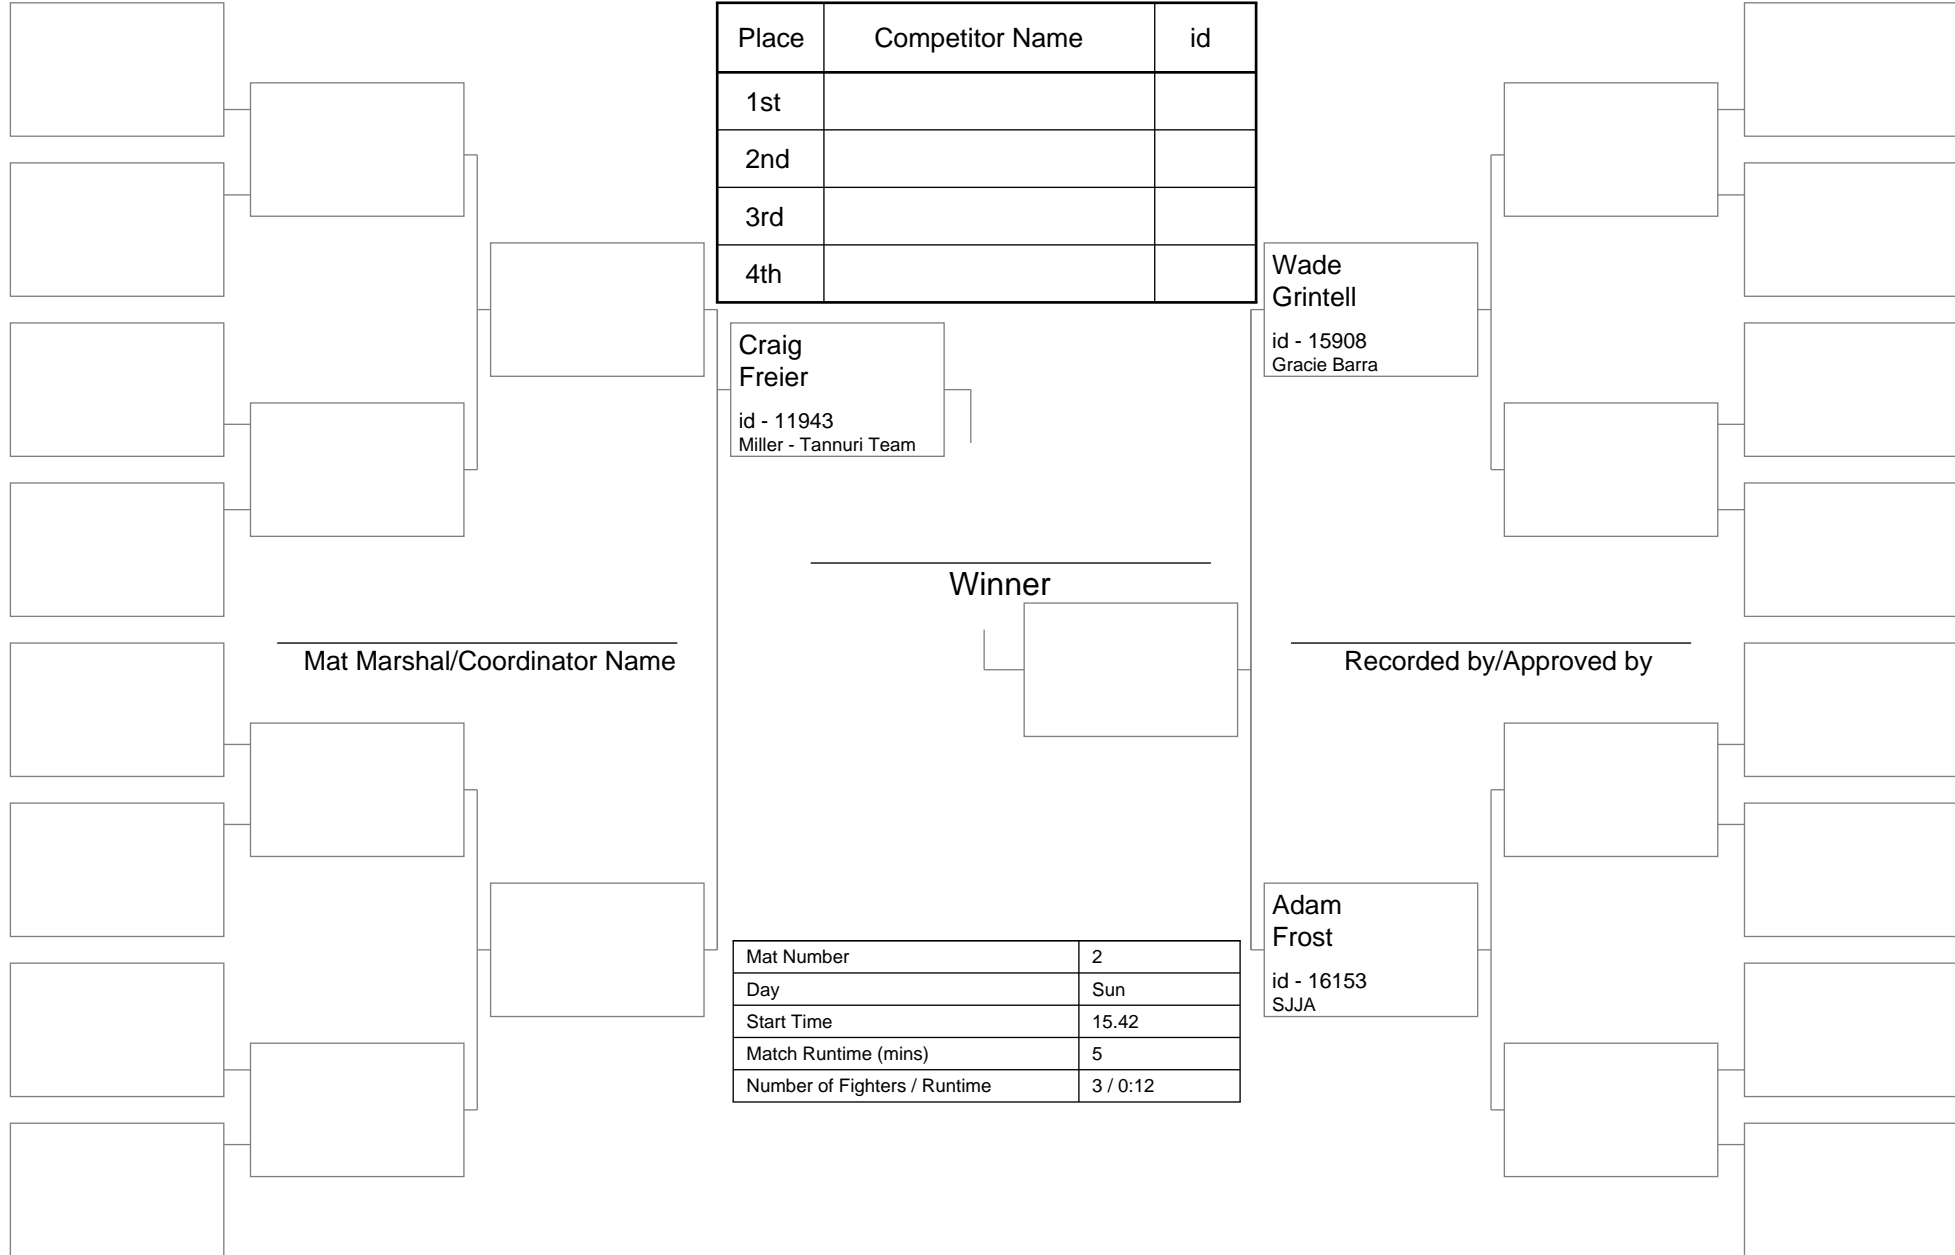 Place Competitor Name id
1st
2nd
3rd
4th
Wade
Grintell
id - 15908
Gracie Barra
Craig
Freier
id - 11943
Miller - Tannuri Team
Winner
Mat Marshal/Coordinator Name
Recorded by/Approved by
Adam
Frost
id - 16153
SJJA
Mat Number 2
Day Sun
Start Time 15.42
Match Runtime (mins) 5
Number of Fighters / Runtime 3 / 0:12